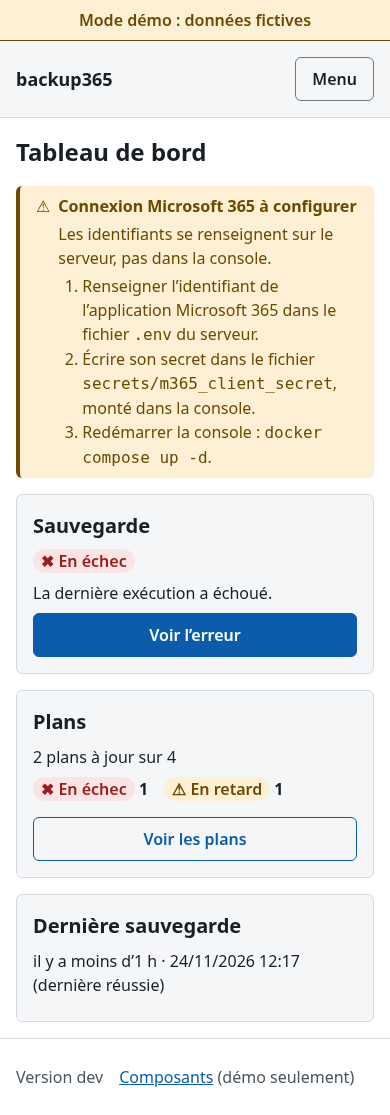 Mode démo : données fictives
backup365
Menu
Tableau de bord
⚠ Connexion Microsoft 365 à configurer
Les identifiants se renseignent sur le
serveur, pas dans la console.
1. Renseigner l’identifiant de
l’application Microsoft 365 dans le
fichier .env du serveur.
2. Écrire son secret dans le fichier
secrets/m365_client_secret,
monté dans la console.
3. Redémarrer la console : docker
compose up -d.
Sauvegarde
✖ En échec
La dernière exécution a échoué.
Voir l’erreur
Plans
2 plans à jour sur 4
✖ En échec 1 ⚠ En retard 1
Voir les plans
Dernière sauvegarde
il y a moins d’1 h · 24/11/2026 12:17
(dernière réussie)
Version dev Composants (démo seulement)